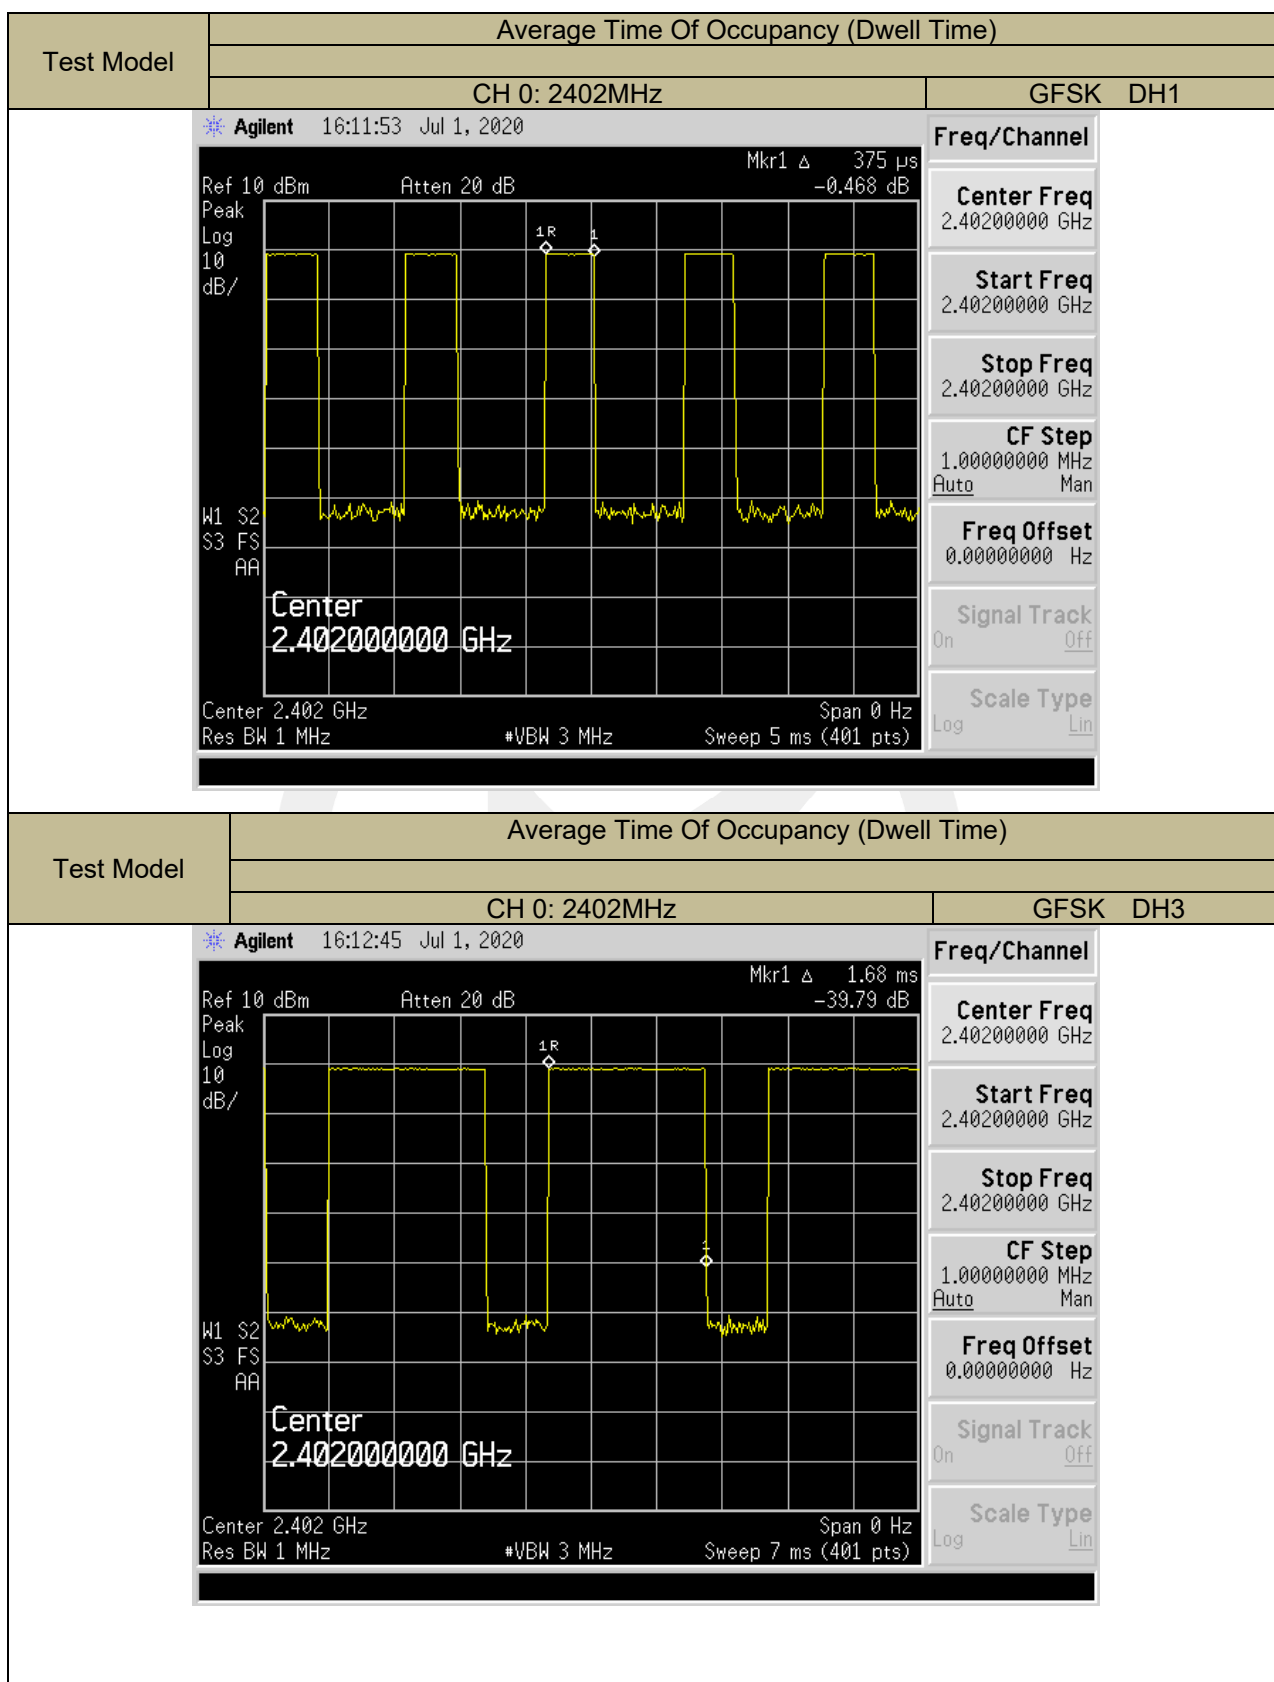 Test Model
Average Time Of Occupancy (Dwell Time)
CH 0: 2402MHz
GFSK DH1
Agilent 16:11:53 Jul 1, 2020
Freq/Channel
Mkr1 Δ 375 µs
Ref 10 dBm Atten 20 dB -0.468 dB
Peak
Log
10
dB/
1R
1
W1 S2
S3 FS
AA
Center
2.402000000 GHz
Center 2.402 GHz Span 0 Hz
Res BW 1 MHz #VBW 3 MHz Sweep 5 ms (401 pts)
Center Freq
2.40200000 GHz
Start Freq
2.40200000 GHz
Stop Freq
2.40200000 GHz
CF Step
1.00000000 MHz
Auto Man
Freq Offset
0.00000000 Hz
Signal Track
On Off
Scale Type
Log Lin
Test Model
Average Time Of Occupancy (Dwell Time)
CH 0: 2402MHz
GFSK DH3
Agilent 16:12:45 Jul 1, 2020
Freq/Channel
Mkr1 Δ 1.68 ms
Ref 10 dBm Atten 20 dB -39.79 dB
Peak
Log
10
dB/
1R
1
W1 S2
S3 FS
AA
Center
2.402000000 GHz
Center 2.402 GHz Span 0 Hz
Res BW 1 MHz #VBW 3 MHz Sweep 7 ms (401 pts)
Center Freq
2.40200000 GHz
Start Freq
2.40200000 GHz
Stop Freq
2.40200000 GHz
CF Step
1.00000000 MHz
Auto Man
Freq Offset
0.00000000 Hz
Signal Track
On Off
Scale Type
Log Lin